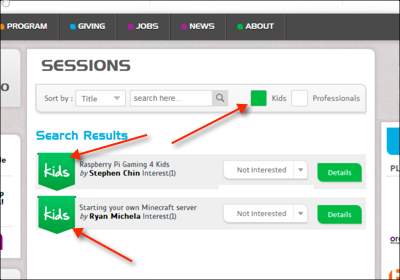 PROGRAM GIVING JOBS NEWS ABOUT
SESSIONS
Sort by : Title search here... Kids Professionals
Search Results
kids
Raspberry Pi Gaming 4 Kids
by Stephen Chin Interest(1)
Not Interested
Details
kids
Starting your own Minecraft server
by Ryan Michela Interest(1)
Not Interested
Details